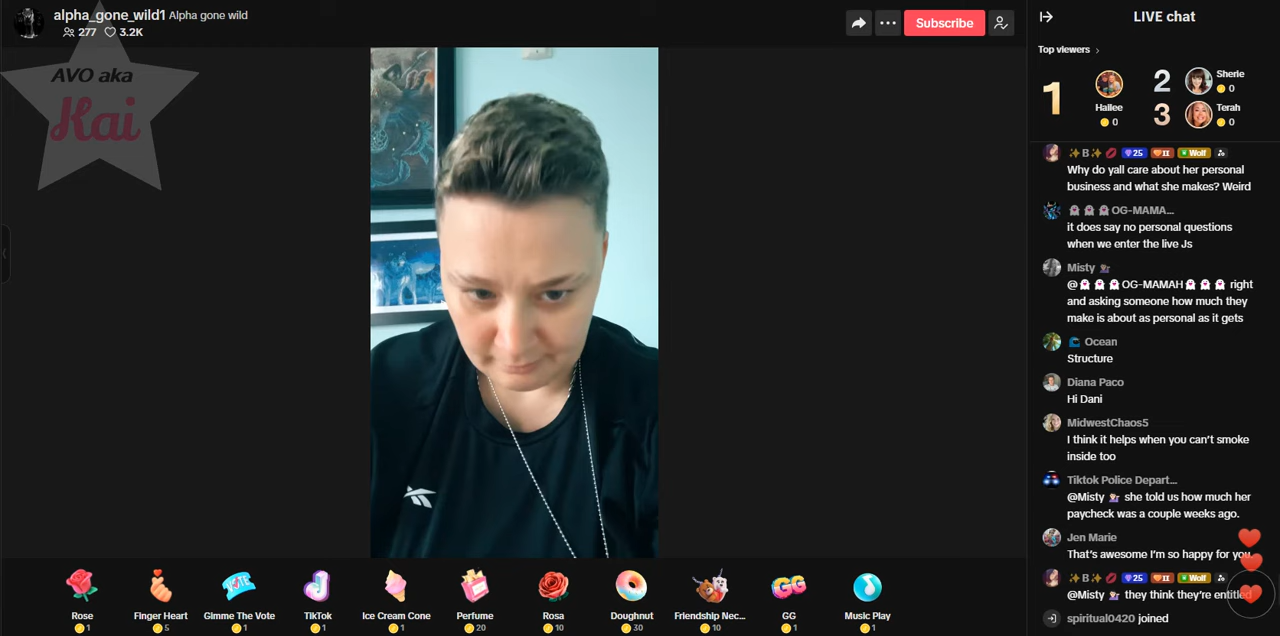 alpha_gone_wild1 Alpha gone wild
277 3.2K
Subscribe
AVO aka
Kai
LIVE chat
Top viewers
1
Hailee
0
2
Sherie
0
3
Terah
0
B 25 II Wolf
Why do yall care about her personal
business and what she makes? Weird
OG-MAMA...
it does say no personal questions
when we enter the live Js
Misty
@OG-MAMAH right
and asking someone how much they
make is about as personal as it gets
Ocean
Structure
Diana Paco
Hi Dani
MidwestChaos5
I think it helps when you can't smoke
inside too
Tiktok Police Depart...
@Misty she told us how much her
paycheck was a couple weeks ago.
Jen Marie
That's awesome I'm so happy for you
B 25 II Wolf
@Misty they think they're entitled
spiritual0420 joined
Rose
1
Finger Heart
5
VOTE
Gimme The Vote
1
TikTok
1
Ice Cream Cone
1
Perfume
20
Rosa
10
Doughnut
30
Friendship Nec...
10
GG
GG
1
Music Play
1